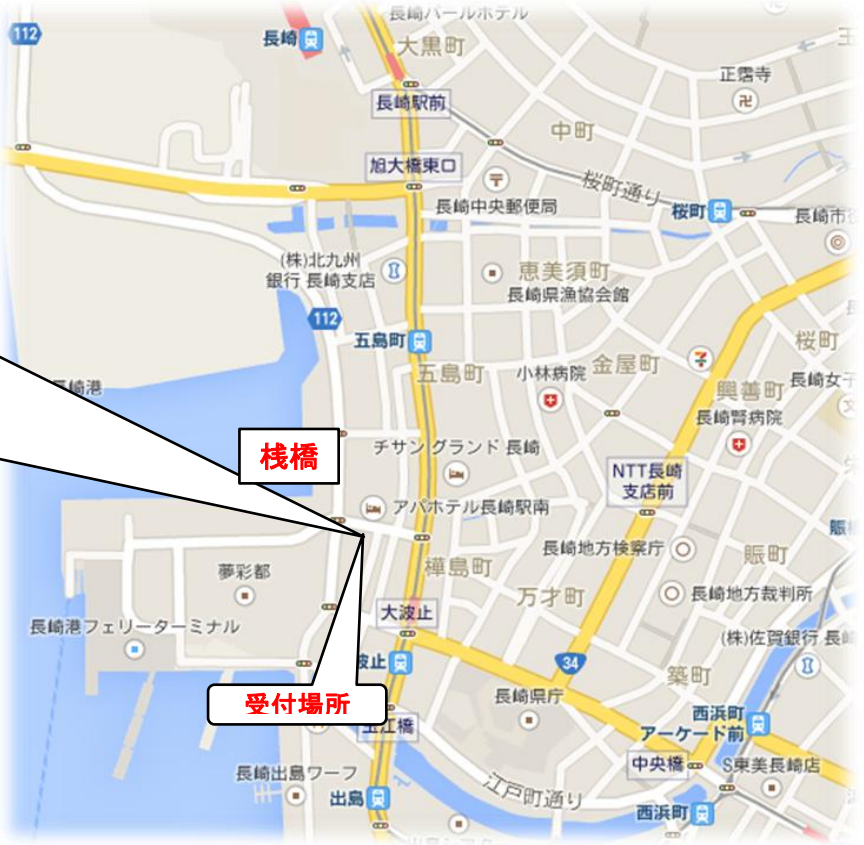 長崎パールホテル
112
長崎
大黒町
正霊寺
長崎駅前
中町
旭大橋東口
桜町通り
長崎中央郵便局
桜町
長崎市役
(株)北九州
銀行 長崎支店
恵美須町
長崎県漁協会館
112
五島町
桜町
五島町
小林病院
金屋町
長崎港
興善町
長崎女子
長崎腎病院
桟橋
チサン グランド 長崎
NTT長崎
支店前
アパホテル長崎駅南
賑橋
長崎地方検察庁
賑町
樺島町
夢彩都
万才町
長崎地方裁判所
大波止
長崎港フェリーターミナル
(株)佐賀銀行 長崎
34
波止
築町
受付場所
長崎県庁
西浜町
アーケード前
玉江橋
中央橋
S東美長崎店
長崎出島ワーフ
江戸町通り
出島
西浜町